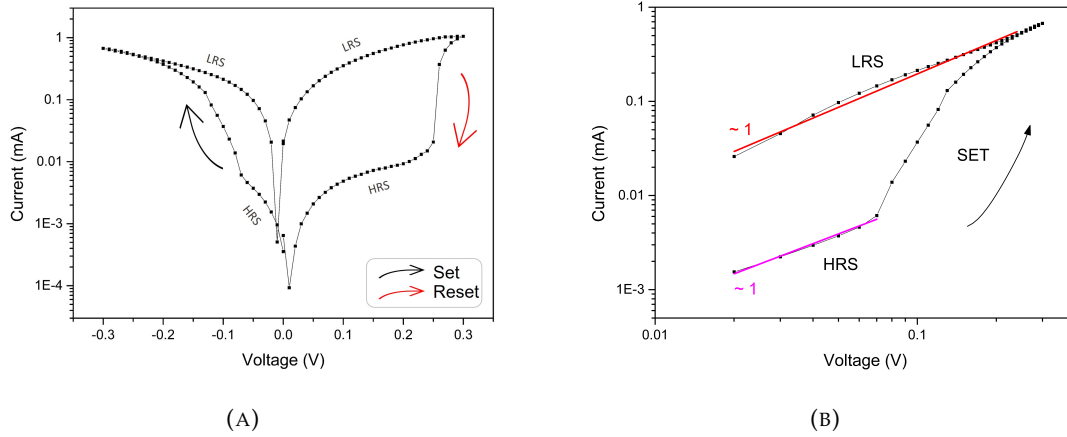 1
0.1
0.01
1E-3
1E-4
Current (mA)
-0.3 -0.2 -0.1 0.0 0.1 0.2 0.3
Voltage (V)
LRS
LRS
HRS
HRS
Set
Reset
(A)
1
0.1
0.01
1E-3
Current (mA)
0.01 0.1
Voltage (V)
LRS
~ 1
SET
HRS
~ 1
(B)